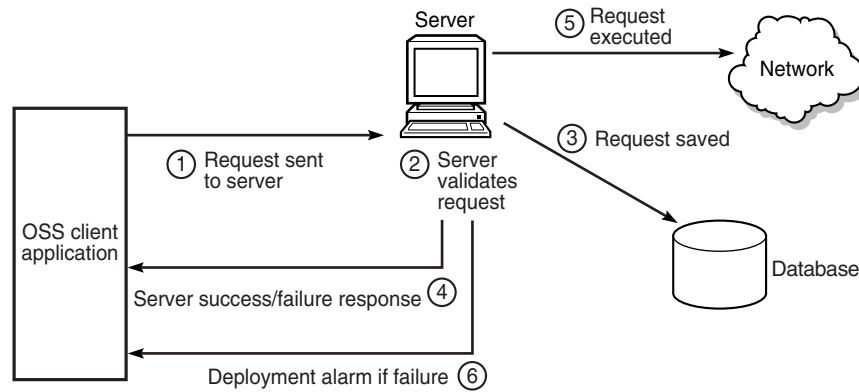 Server
5 Request
executed
Network
1 Request sent
to server
2 Server
validates
request
3 Request saved
OSS client
application
Database
Server success/failure response 4
Deployment alarm if failure 6